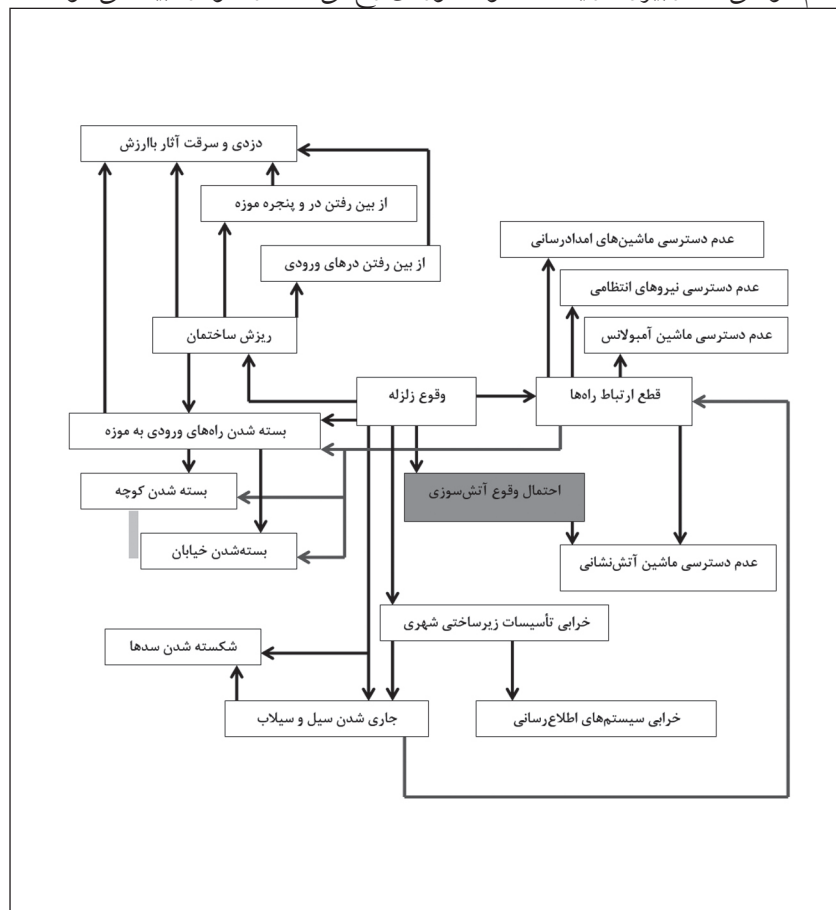 دزدی و سرقت آثار باارزش
از بین رفتن در و پنجره موزه
عدم دسترسی ماشین‌های امدادرسانی
از بین رفتن درهای ورودی
عدم دسترسی نیروهای انتظامی
ریزش ساختمان
عدم دسترسی ماشین آمبولانس
وقوع زلزله
قطع ارتباط راه‌ها
بسته شدن راه‌های ورودی به موزه
بسته شدن کوچه
احتمال وقوع آتش‌سوزی
بسته‌شدن خیابان
عدم دسترسی ماشین آتش‌نشانی
خرابی تأسیسات زیرساختی شهری
شکسته شدن سدها
جاری شدن سیل و سیلاب
خرابی سیستم‌های اطلاع‌رسانی